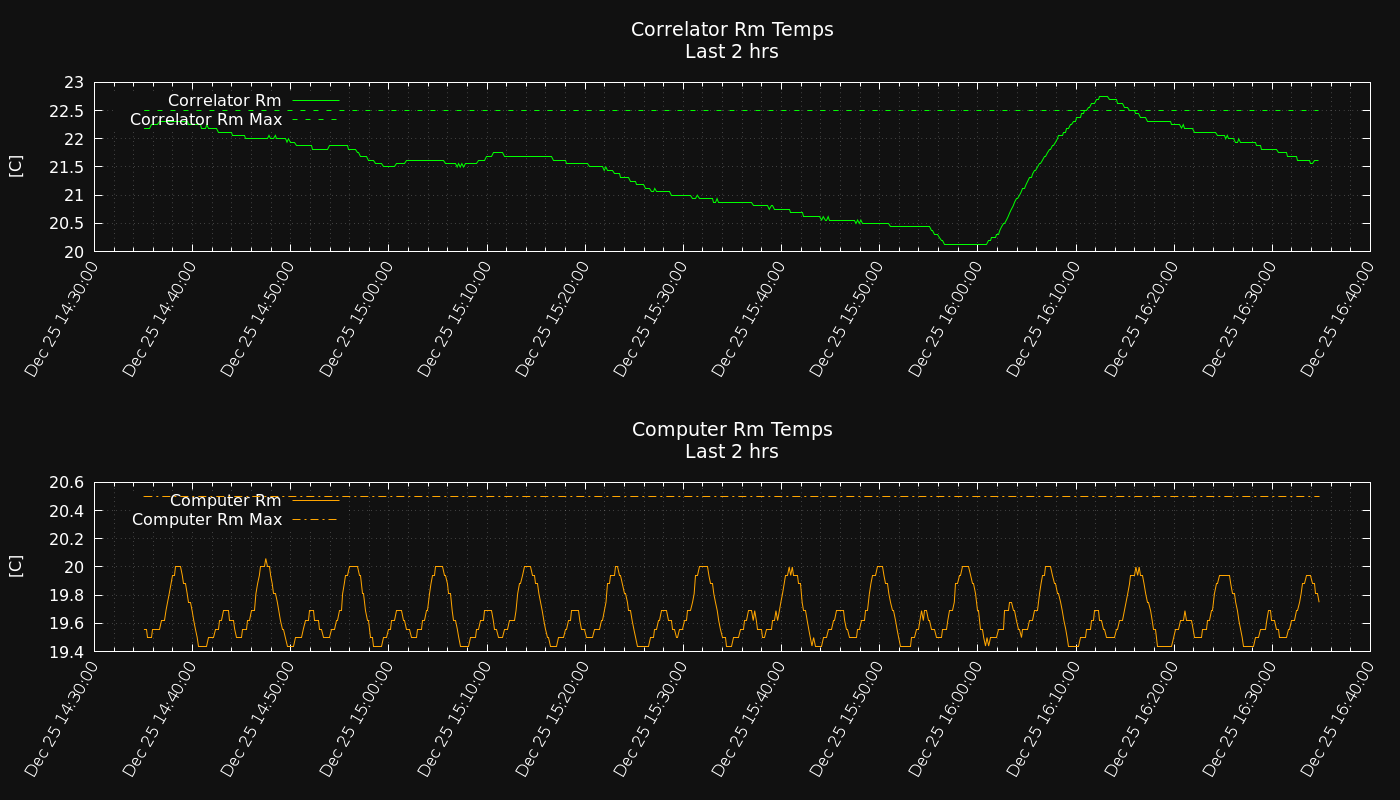 Correlator Rm Temps
Last 2 hrs
23
22.5
22
21.5
21
20.5
20
[C]
Correlator Rm
Correlator Rm Max
Dec 25 14:30:00
Dec 25 14:40:00
Dec 25 14:50:00
Dec 25 15:00:00
Dec 25 15:10:00
Dec 25 15:20:00
Dec 25 15:30:00
Dec 25 15:40:00
Dec 25 15:50:00
Dec 25 16:00:00
Dec 25 16:10:00
Dec 25 16:20:00
Dec 25 16:30:00
Dec 25 16:40:00
Computer Rm Temps
Last 2 hrs
20.6
20.4
20.2
20
19.8
19.6
19.4
[C]
Computer Rm
Computer Rm Max
Dec 25 14:30:00
Dec 25 14:40:00
Dec 25 14:50:00
Dec 25 15:00:00
Dec 25 15:10:00
Dec 25 15:20:00
Dec 25 15:30:00
Dec 25 15:40:00
Dec 25 15:50:00
Dec 25 16:00:00
Dec 25 16:10:00
Dec 25 16:20:00
Dec 25 16:30:00
Dec 25 16:40:00